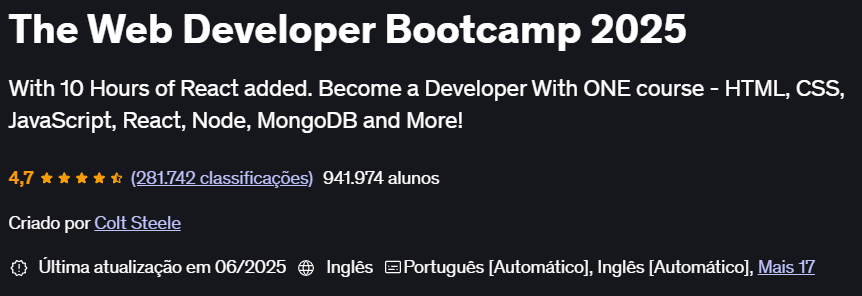 The Web Developer Bootcamp 2025
With 10 Hours of React added. Become a Developer With ONE course - HTML, CSS,
JavaScript, React, Node, MongoDB and More!
4,7 (281.742 classificações) 941.974 alunos
Criado por Colt Steele
Última atualização em 06/2025 Inglês Português [Automático], Inglês [Automático], Mais 17